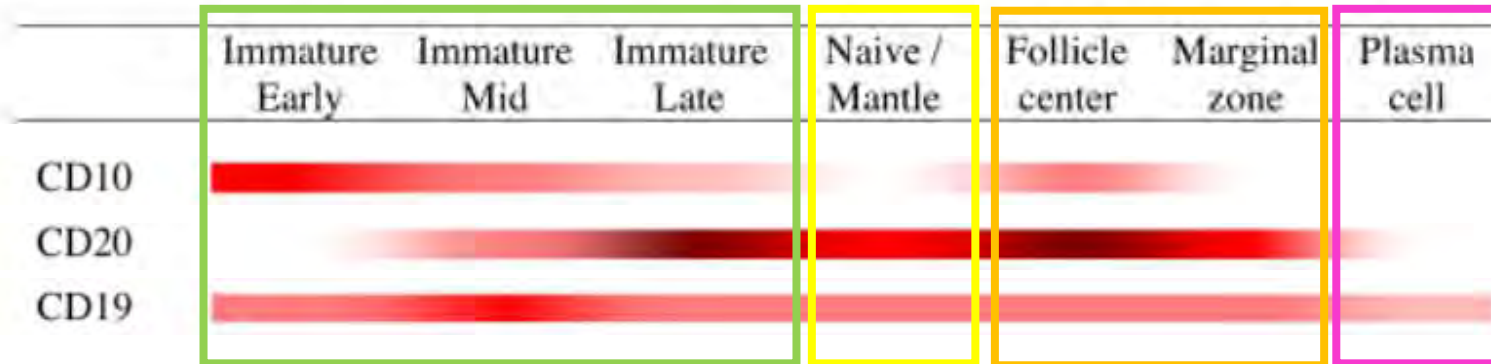 Immature Immature Immature Naive / Follicle Marginal Plasma
Early Mid Late Mantle center zone cell
CD10
CD20
CD19